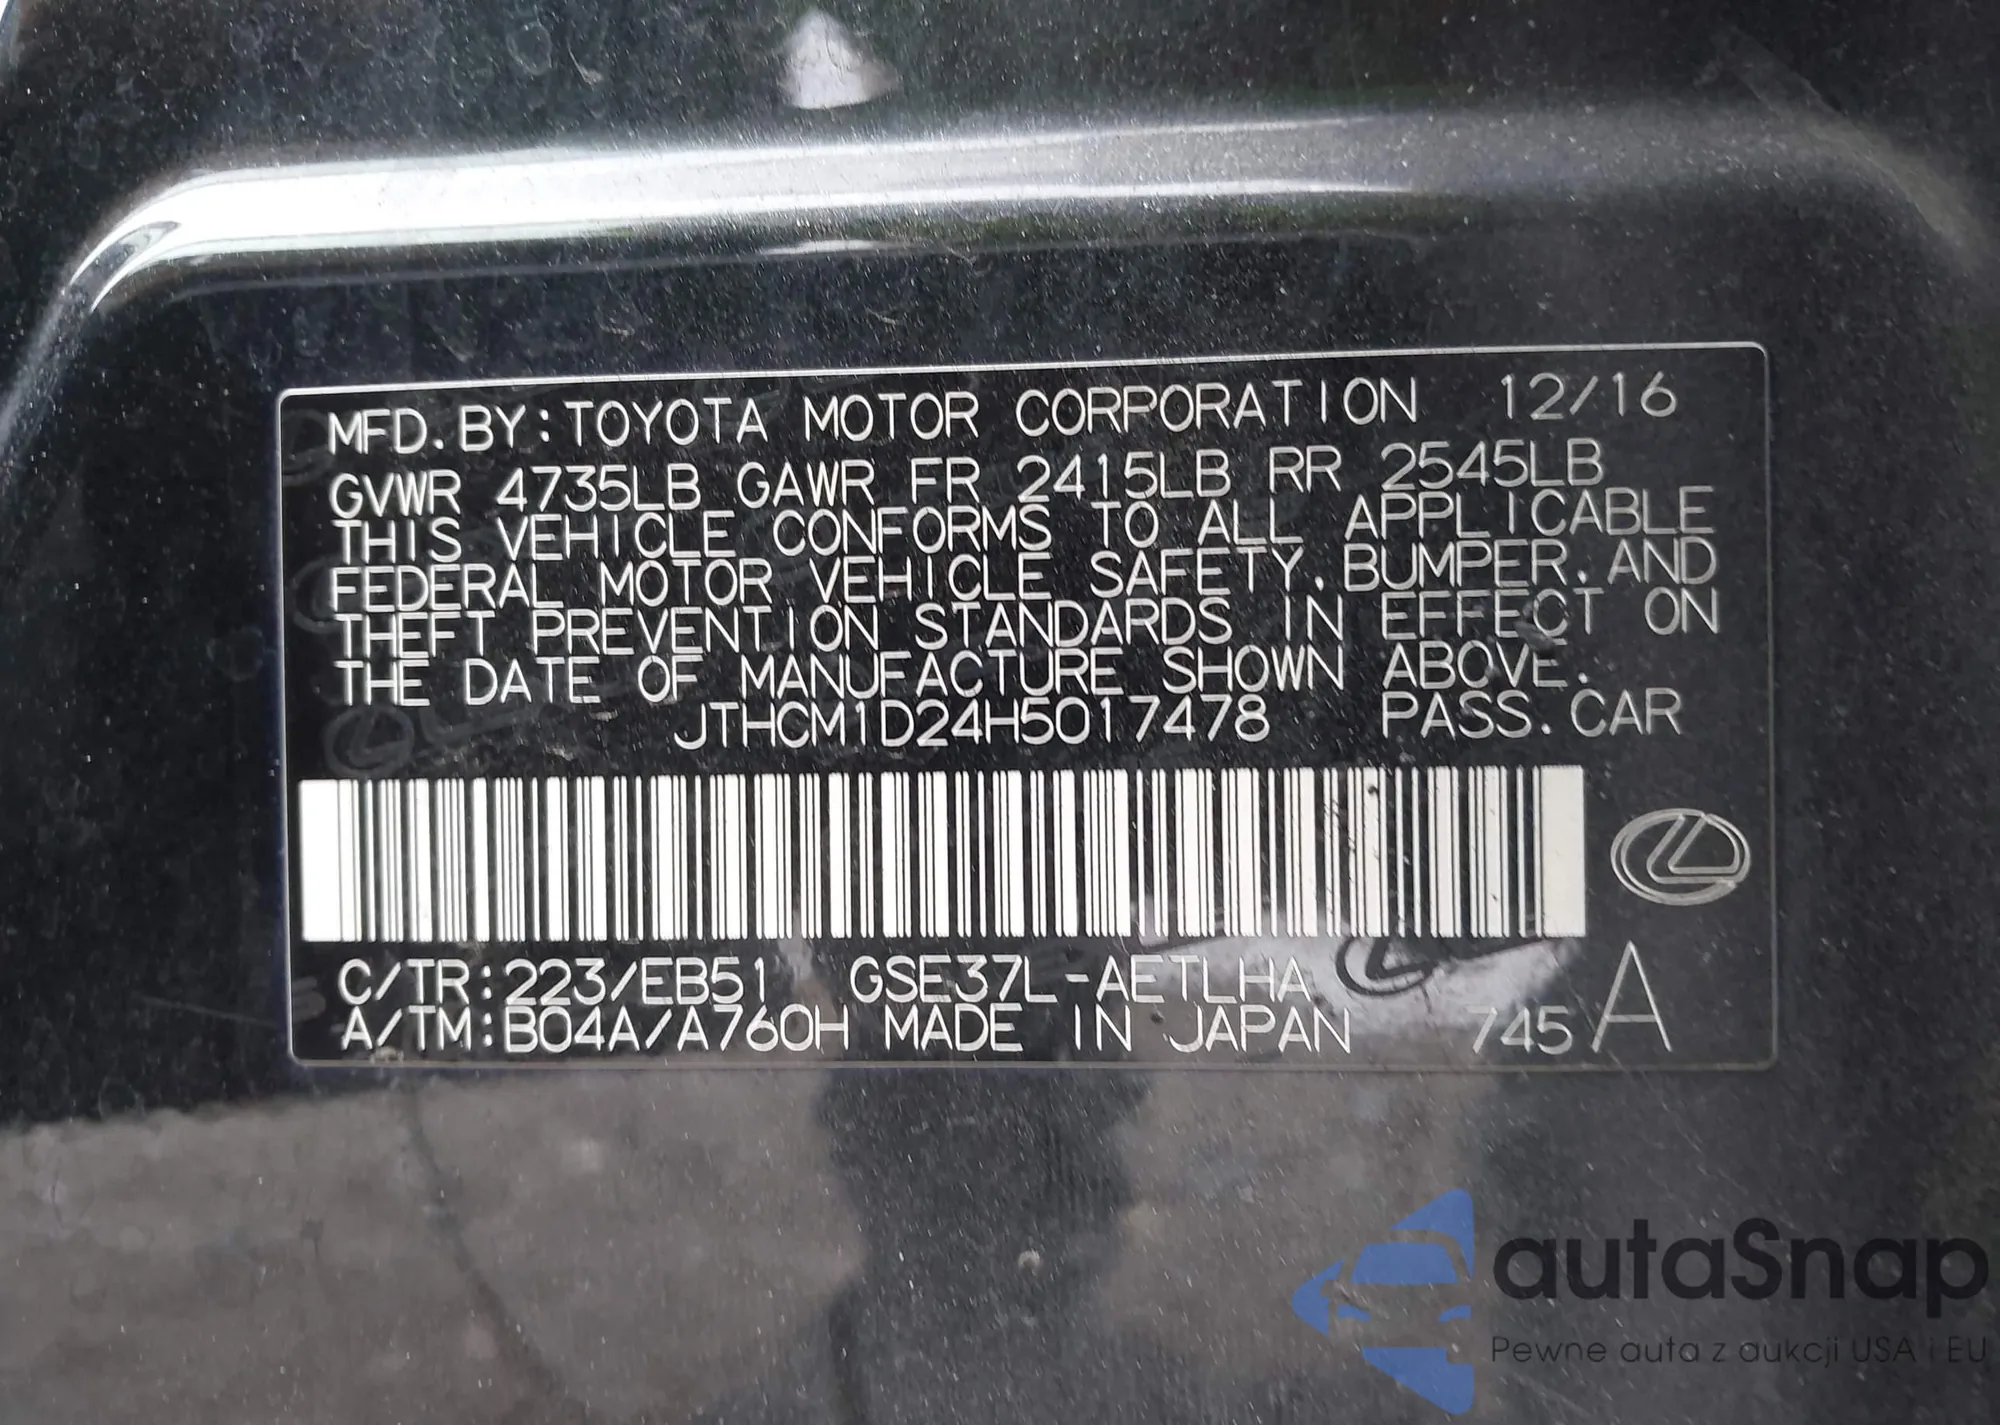 MFD. BY: TOYOTA MOTOR CORPORATION 12/16
GVWR 4735LB GAWR FR 2415LB RR 2545LB
THIS VEHICLE CONFORMS TO ALL APPLICABLE
FEDERAL MOTOR VEHICLE SAFETY, BUMPER, AND
THEFT PREVENTION STANDARDS IN EFFECT ON
THE DATE OF MANUFACTURE SHOWN ABOVE.
JTHCM1D24H5017478 PASS. CAR
C/TR: 223/EB51 GSE37L-AETLHA
A/TM: B04A/A760H MADE IN JAPAN 745 A
autaSnap
Pewne auta z aukcji USA i EU